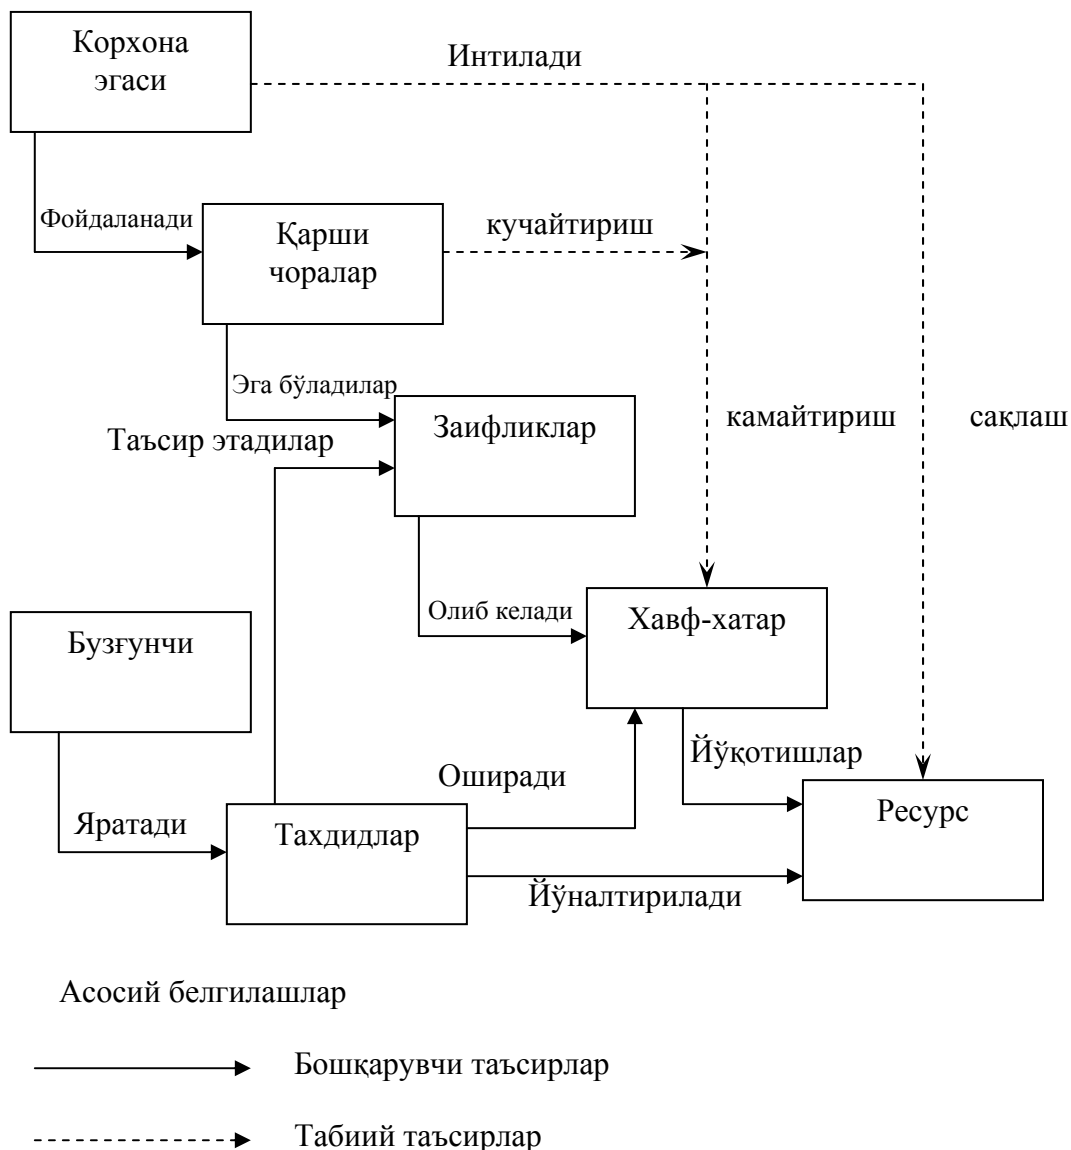 Корхона
эгаси
Интилади
Фойдаланади
Қарши
чоралар
кучайтириш
Эга бўладилар
Таъсир этадилар
Заифликлар
камайтириш
сақлаш
Олиб келади
Хавф-хатар
Бузғунчи
Йўқотишлар
Оширади
Яратади
Тахдидлар
Ресурс
Йўналтирилади
Асосий белгилашлар
Бошқарувчи таъсирлар
Табиий таъсирлар